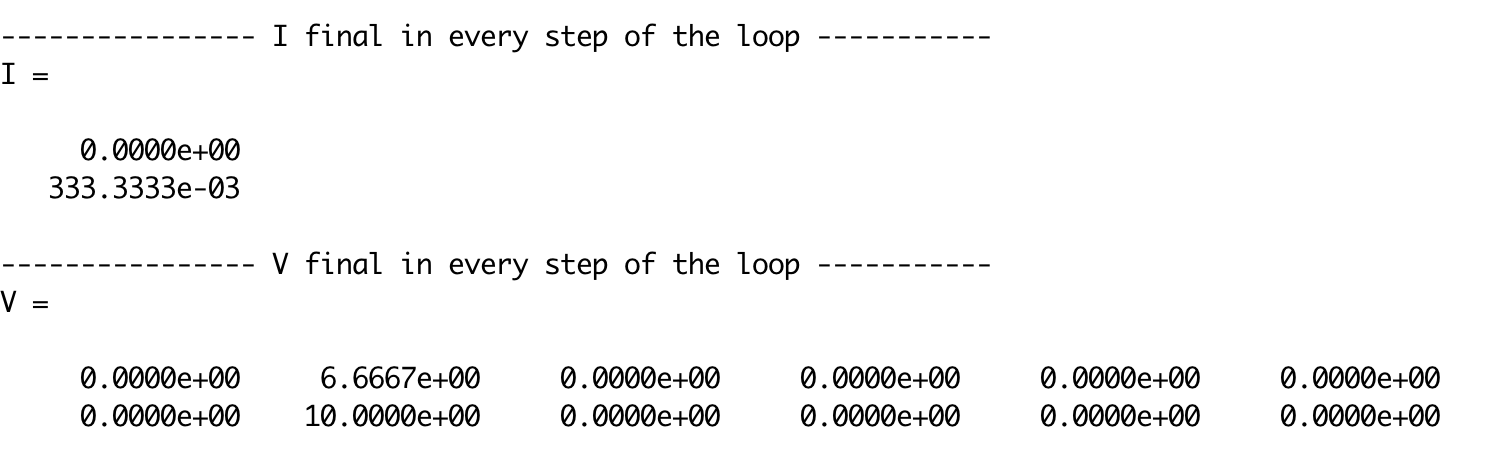 ---------------- I final in every step of the loop -----------
I =
0.0000e+00
333.3333e-03
---------------- V final in every step of the loop -----------
V =
0.0000e+00 6.6667e+00 0.0000e+00 0.0000e+00 0.0000e+00 0.0000e+00
0.0000e+00 10.0000e+00 0.0000e+00 0.0000e+00 0.0000e+00 0.0000e+00